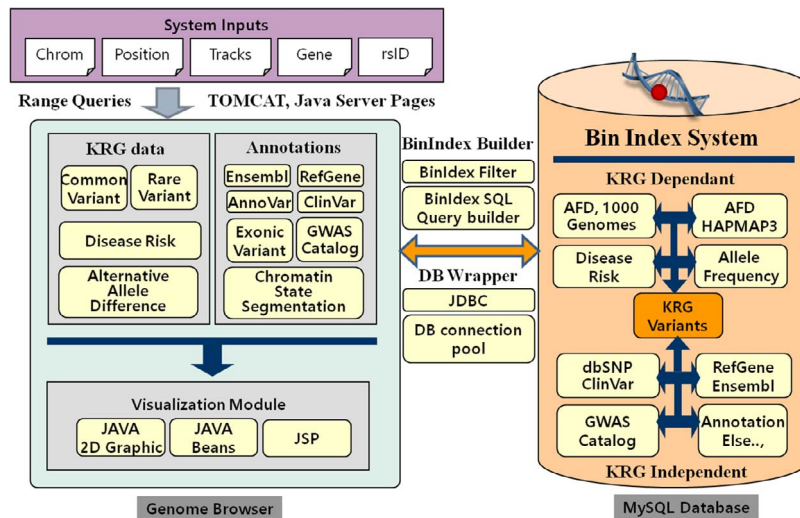 System Inputs
Chrom
Position
Tracks
Gene
rsID
Range Queries
TOMCAT, Java Server Pages
KRG data
Common
Variant
Rare
Variant
Disease Risk
Alternative
Allele
Difference
Annotations
Ensembl
RefGene
AnnoVar
ClinVar
Exonic
Variant
GWAS
Catalog
Chromatin
State
Segmentation
Visualization Module
JAVA
2D Graphic
JAVA
Beans
JSP
Genome Browser
BinIndex Builder
BinIdex Filter
BinIdex SQL
Query builder
DB Wrapper
JDBC
DB connection
pool
Bin Index System
KRG Dependant
AFD, 1000
Genomes
AFD
HAPMAP3
Disease
Risk
Allele
Frequency
KRG
Variants
dbSNP
ClinVar
RefGene
Ensembl
GWAS
Catalog
Annotation
Else..,
KRG Independent
MySQL Database